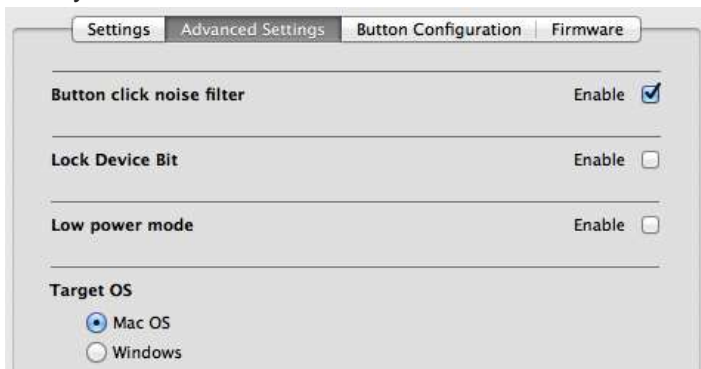 Settings Advanced Settings Button Configuration Firmware
Button click noise filter Enable
Lock Device Bit Enable
Low power mode Enable
Target OS
Mac OS
Windows